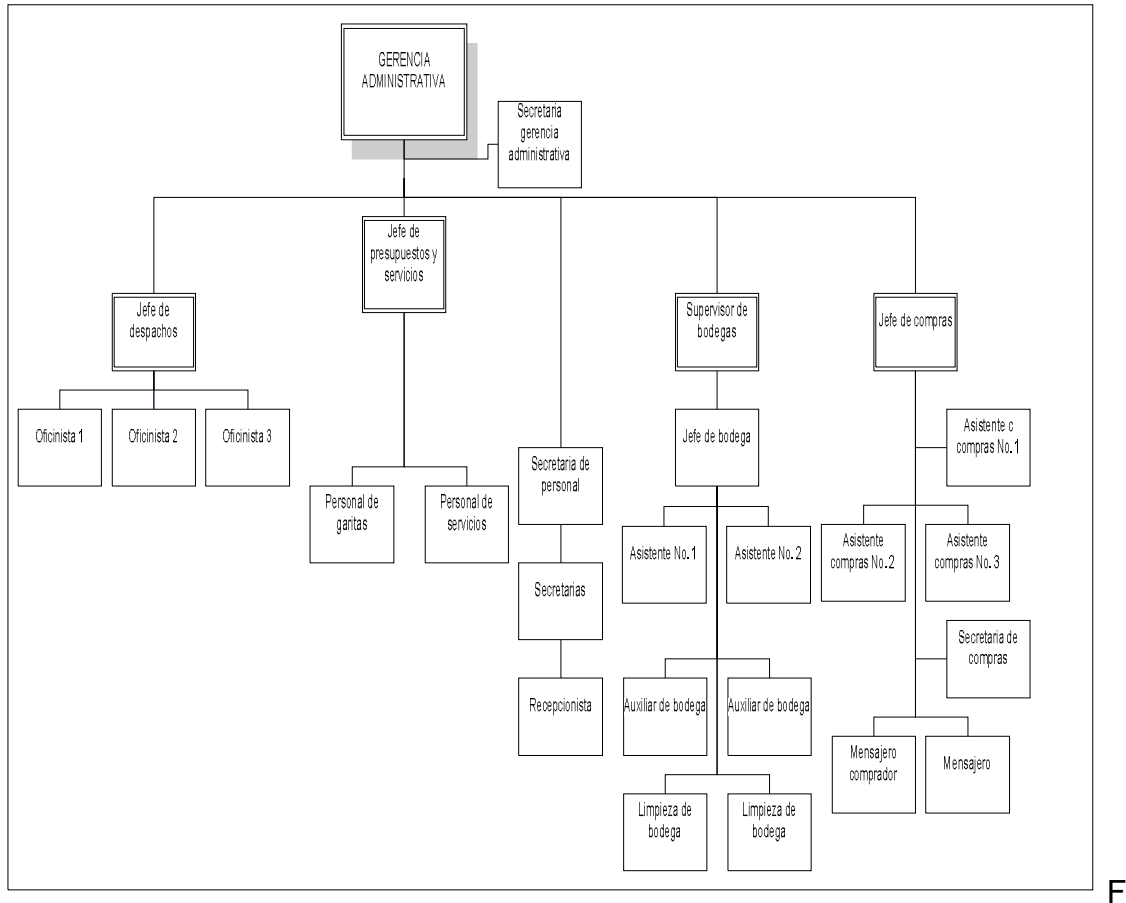 GERENCIA
ADMINISTRATIVA
Secretaria
gerencia
administrativa
Jefe de
presupuestos y
servicios
Jefe de
despachos
Supervisor de
bodegas
Jefe de compras
Oficinista 1
Oficinista 2
Oficinista 3
Jefe de bodega
Asistente c
compras No. 1
Secretaria de
personal
Personal de
garitas
Personal de
servicios
Asistente No. 1
Asistente No. 2
Asistente
compras No. 2
Asistente
compras No. 3
Secretarias
Secretaria de
compras
Recepcionista
Auxiliar de bodega
Auxiliar de bodega
Mensajero
comprador
Mensajero
Limpieza de
bodega
Limpieza de
bodega
F